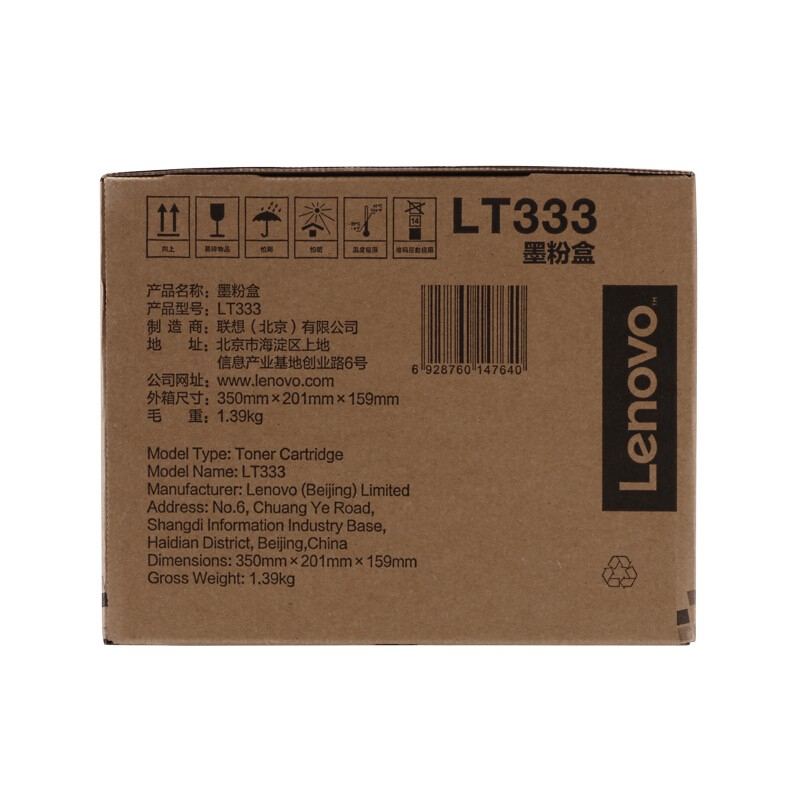 LT333
墨粉盒
向上
易碎物品
怕雨
怕晒
温度极限
14
堆码层数极限
产品名称：墨粉盒
产品型号：LT333
制 造 商：联想（北京）有限公司
地 址：北京市海淀区上地
信息产业基地创业路6号
公司网址：www.lenovo.com
外箱尺寸：350mm×201mm×159mm
毛 重：1.39kg
6 928760 147640
Lenovo™
Model Type: Toner Cartridge
Model Name: LT333
Manufacturer: Lenovo (Beijing) Limited
Address: No.6, Chuang Ye Road,
Shangdi Information Industry Base,
Haidian District, Beijing,China
Dimensions: 350mm×201mm×159mm
Gross Weight: 1.39kg